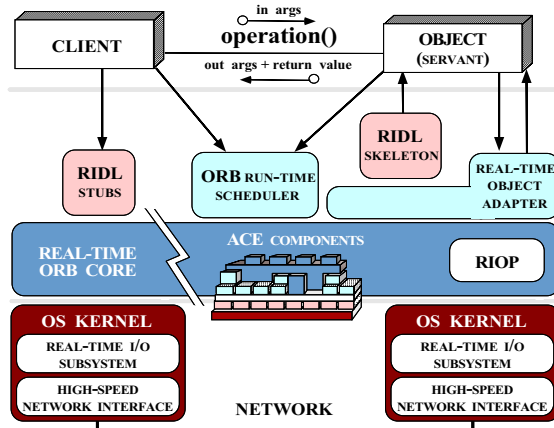 in args
CLIENT
operation()
OBJECT
(SERVANT)
out args + return value
RIDL
STUBS
ORB RUN-TIME
SCHEDULER
RIDL
SKELETON
REAL-TIME
OBJECT
ADAPTER
REAL-TIME
ORB CORE
ACE COMPONENTS
RIOP
OS KERNEL
REAL-TIME I/O
SUBSYSTEM
HIGH-SPEED
NETWORK INTERFACE
NETWORK
OS KERNEL
REAL-TIME I/O
SUBSYSTEM
HIGH-SPEED
NETWORK INTERFACE